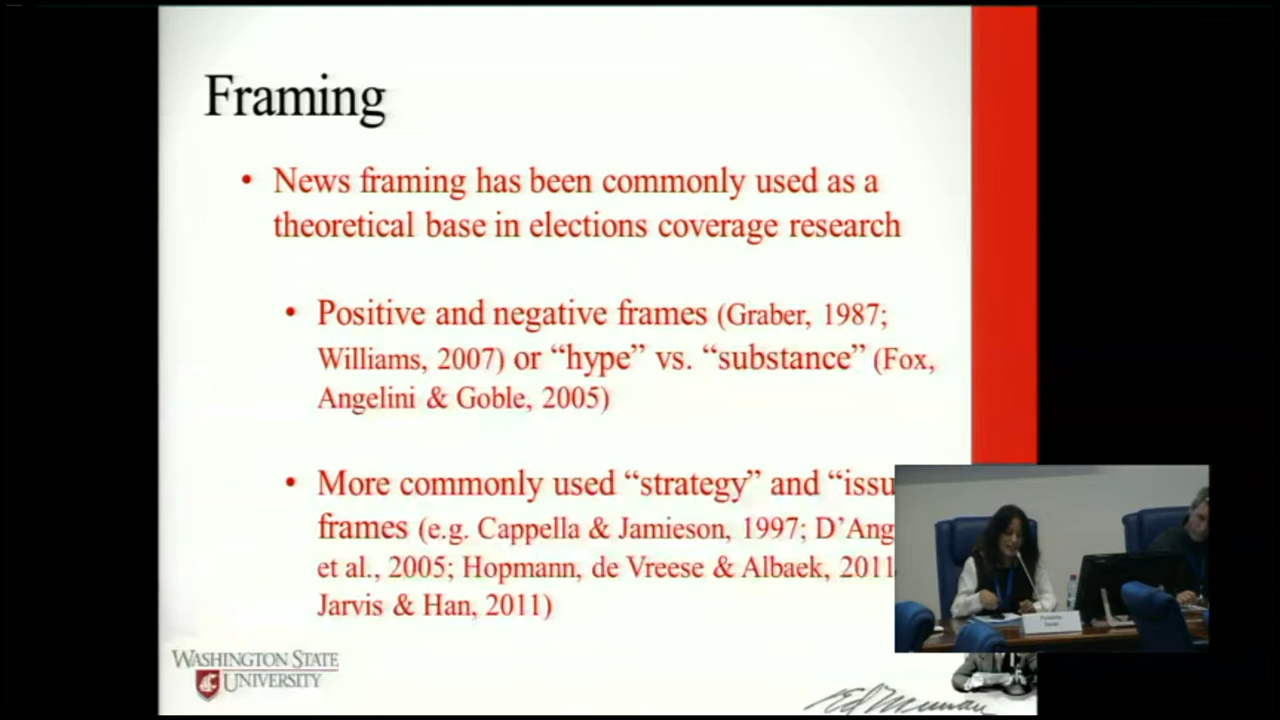 Framing
• News framing has been commonly used as a
theoretical base in elections coverage research
• Positive and negative frames (Graber, 1987;
Williams, 2007) or “hype” vs. “substance” (Fox,
Angelini & Goble, 2005)
• More commonly used “strategy” and “issu
frames (e.g. Cappella & Jamieson, 1997; D’Ang
et al., 2005; Hopmann, de Vreese & Albaek, 2011
Jarvis & Han, 2011)
WASHINGTON STATE
UNIVERSITY